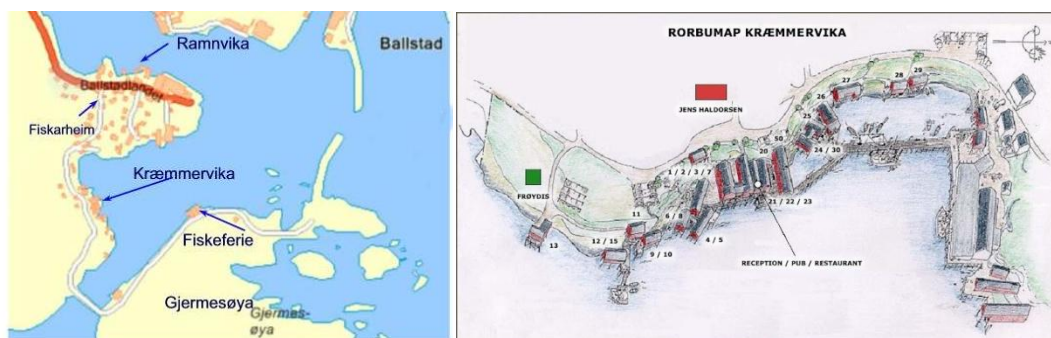 Ramnvika
Ballstad
Ballstadlandet
Fiskarheim
Kræmmervika
Fiskeferie
Gjermesøya
Gjermes-
øya
RORBUMAP KRÆMMERVIKA
JENS HALDORSEN
FRØYDIS
27
28
29
26
25
50
24 / 30
20
1 / 2 / 3 / 7
21 / 22 / 23
11
6 / 8
4 / 5
12 / 15
13
9 / 10
RECEPTION / PUB / RESTAURANT